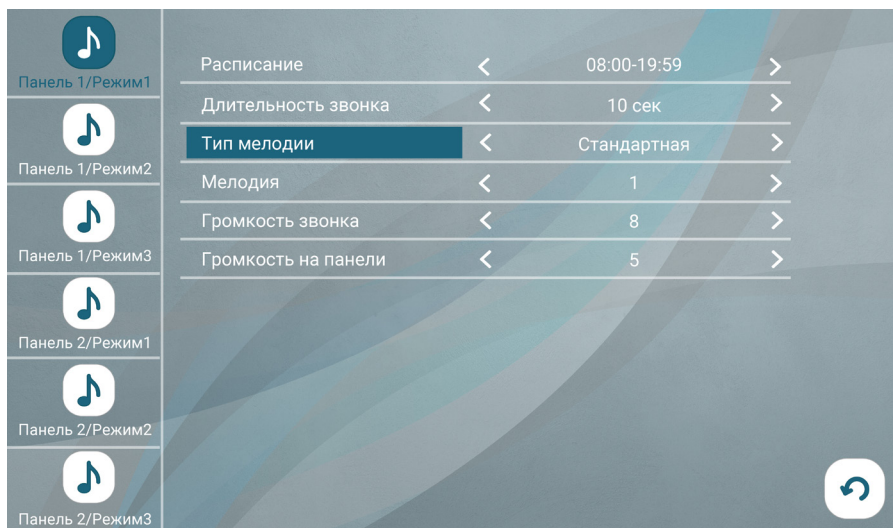 Панель 1/Режим1
Панель 1/Режим2
Панель 1/Режим3
Панель 2/Режим1
Панель 2/Режим2
Панель 2/Режим3
Расписание 08:00-19:59
Длительность звонка 10 сек
Тип мелодии Стандартная
Мелодия 1
Громкость звонка 8
Громкость на панели 5